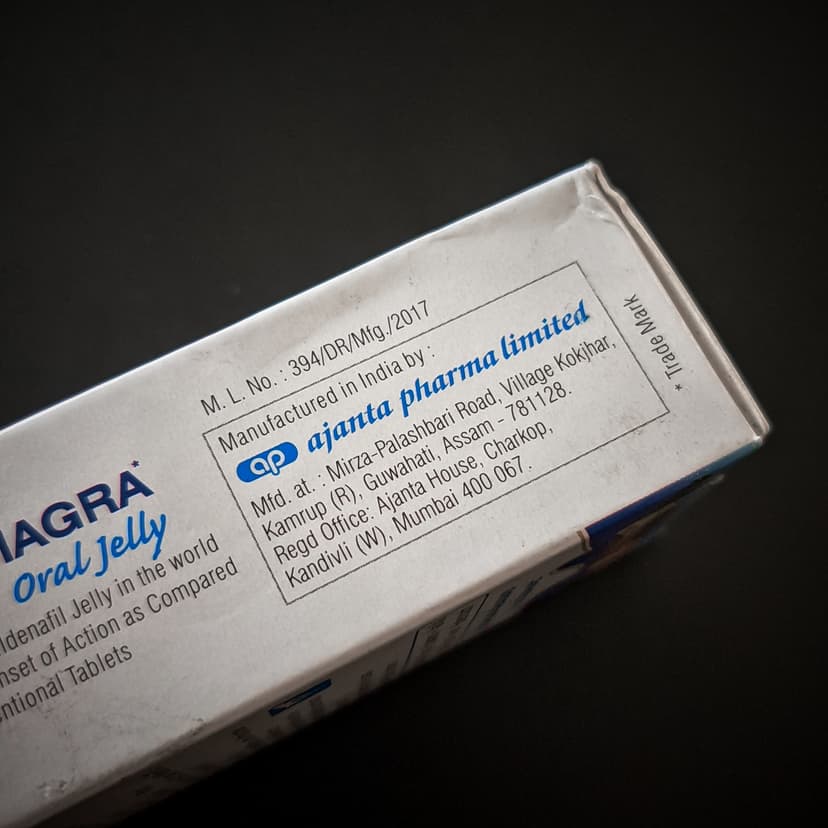 M. L. No. : 394/DR/Mfg./2017
Manufactured in India by :
ap ajanta pharma limited
Mfd. at. : Mirza-Palashbari Road, Village Kokjhar,
Kamrup (R), Guwahati, Assam - 781128.
Regd Office: Ajanta House, Charkop,
Kandivli (W), Mumbai 400 067.
* Trade Mark
AGRA*
Oral Jelly
ldenafil Jelly in the world
nset of Action as Compared
ntional Tablets